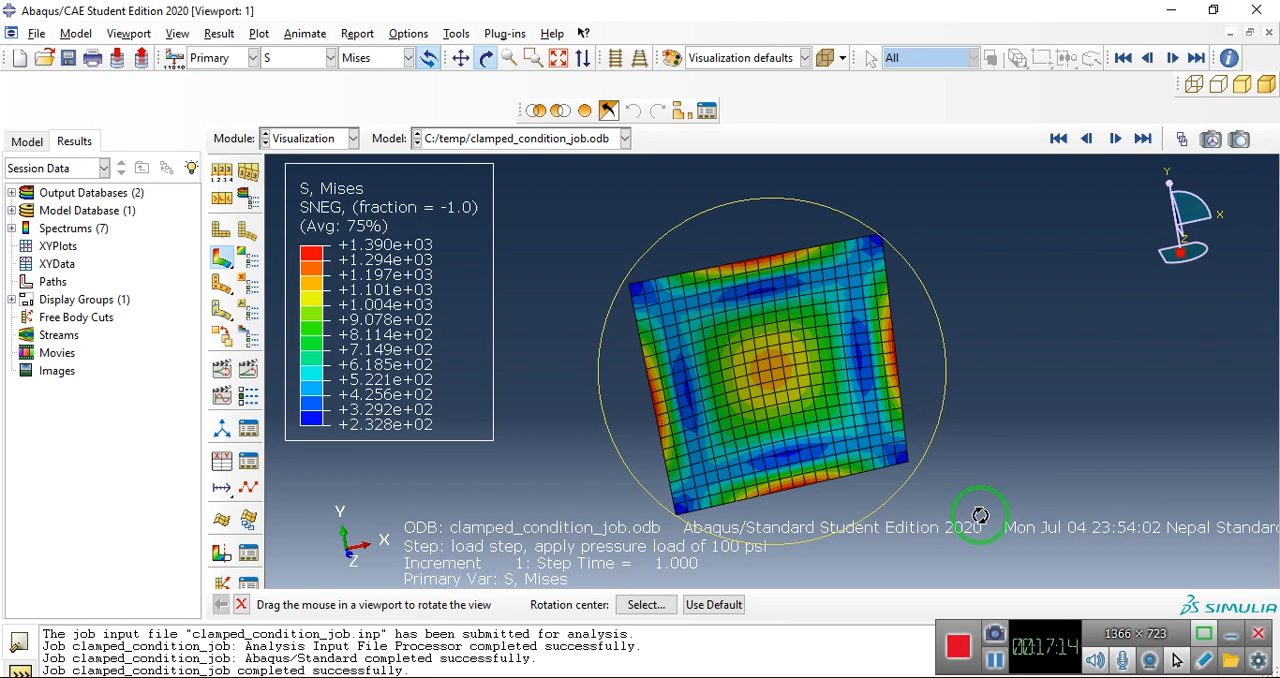 Abaqus/CAE Student Edition 2020 [Viewport: 1]
File Model Viewport View Result Plot Animate Report Options Tools Plug-ins Help
Primary S Mises Visualization defaults All
Model Results
Module: Visualization Model: C:/temp/clamped_condition_job.odb
Session Data
Output Databases (2)
Model Database (1)
Spectrums (7)
XYPlots
XYData
Paths
Display Groups (1)
Free Body Cuts
Streams
Movies
Images
S, Mises
SNEG, (fraction = -1.0)
(Avg: 75%)
+1.390e+03
+1.294e+03
+1.197e+03
+1.101e+03
+1.004e+03
+9.078e+02
+8.114e+02
+7.149e+02
+6.185e+02
+5.221e+02
+4.256e+02
+3.292e+02
+2.328e+02
Y
X
Z
Y
X
Z
ODB: clamped_condition_job.odb Abaqus/Standard Student Edition 2020 Mon Jul 04 23:54:02 Nepal Standard
Step: load step, apply pressure load of 100 psi
Increment 1: Step Time = 1.000
Primary Var: S, Mises
Drag the mouse in a viewport to rotate the view Rotation center: Select... Use Default
SIMULIA
The job input file "clamped_condition_job.inp" has been submitted for analysis.
Job clamped_condition_job: Analysis Input File Processor completed successfully.
Job clamped_condition_job: Abaqus/Standard completed successfully.
Job clamped_condition_job completed successfully.
00:17:14
1366 × 723